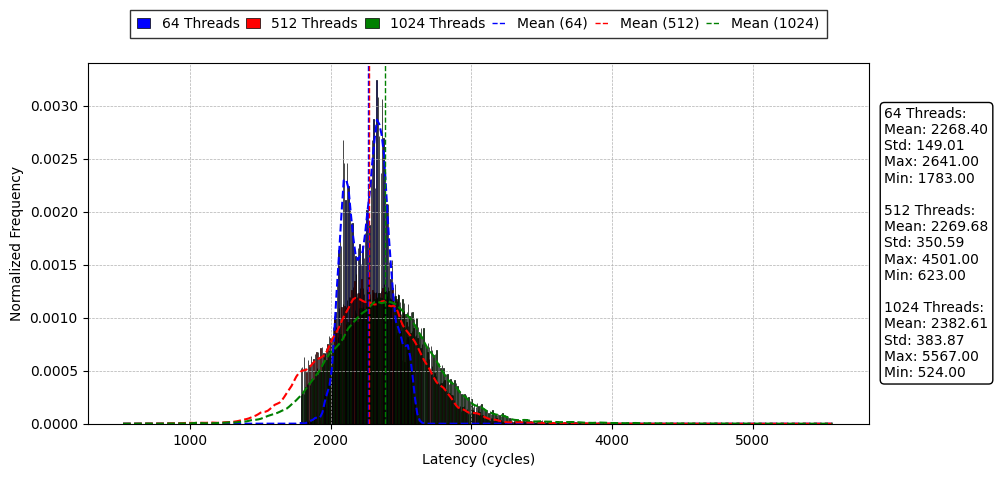 64 Threads 512 Threads 1024 Threads Mean (64) Mean (512) Mean (1024)
Normalized Frequency
0.0030
0.0025
0.0020
0.0015
0.0010
0.0005
0.0000
1000 2000 3000 4000 5000
Latency (cycles)
64 Threads:
Mean: 2268.40
Std: 149.01
Max: 2641.00
Min: 1783.00
512 Threads:
Mean: 2269.68
Std: 350.59
Max: 4501.00
Min: 623.00
1024 Threads:
Mean: 2382.61
Std: 383.87
Max: 5567.00
Min: 524.00